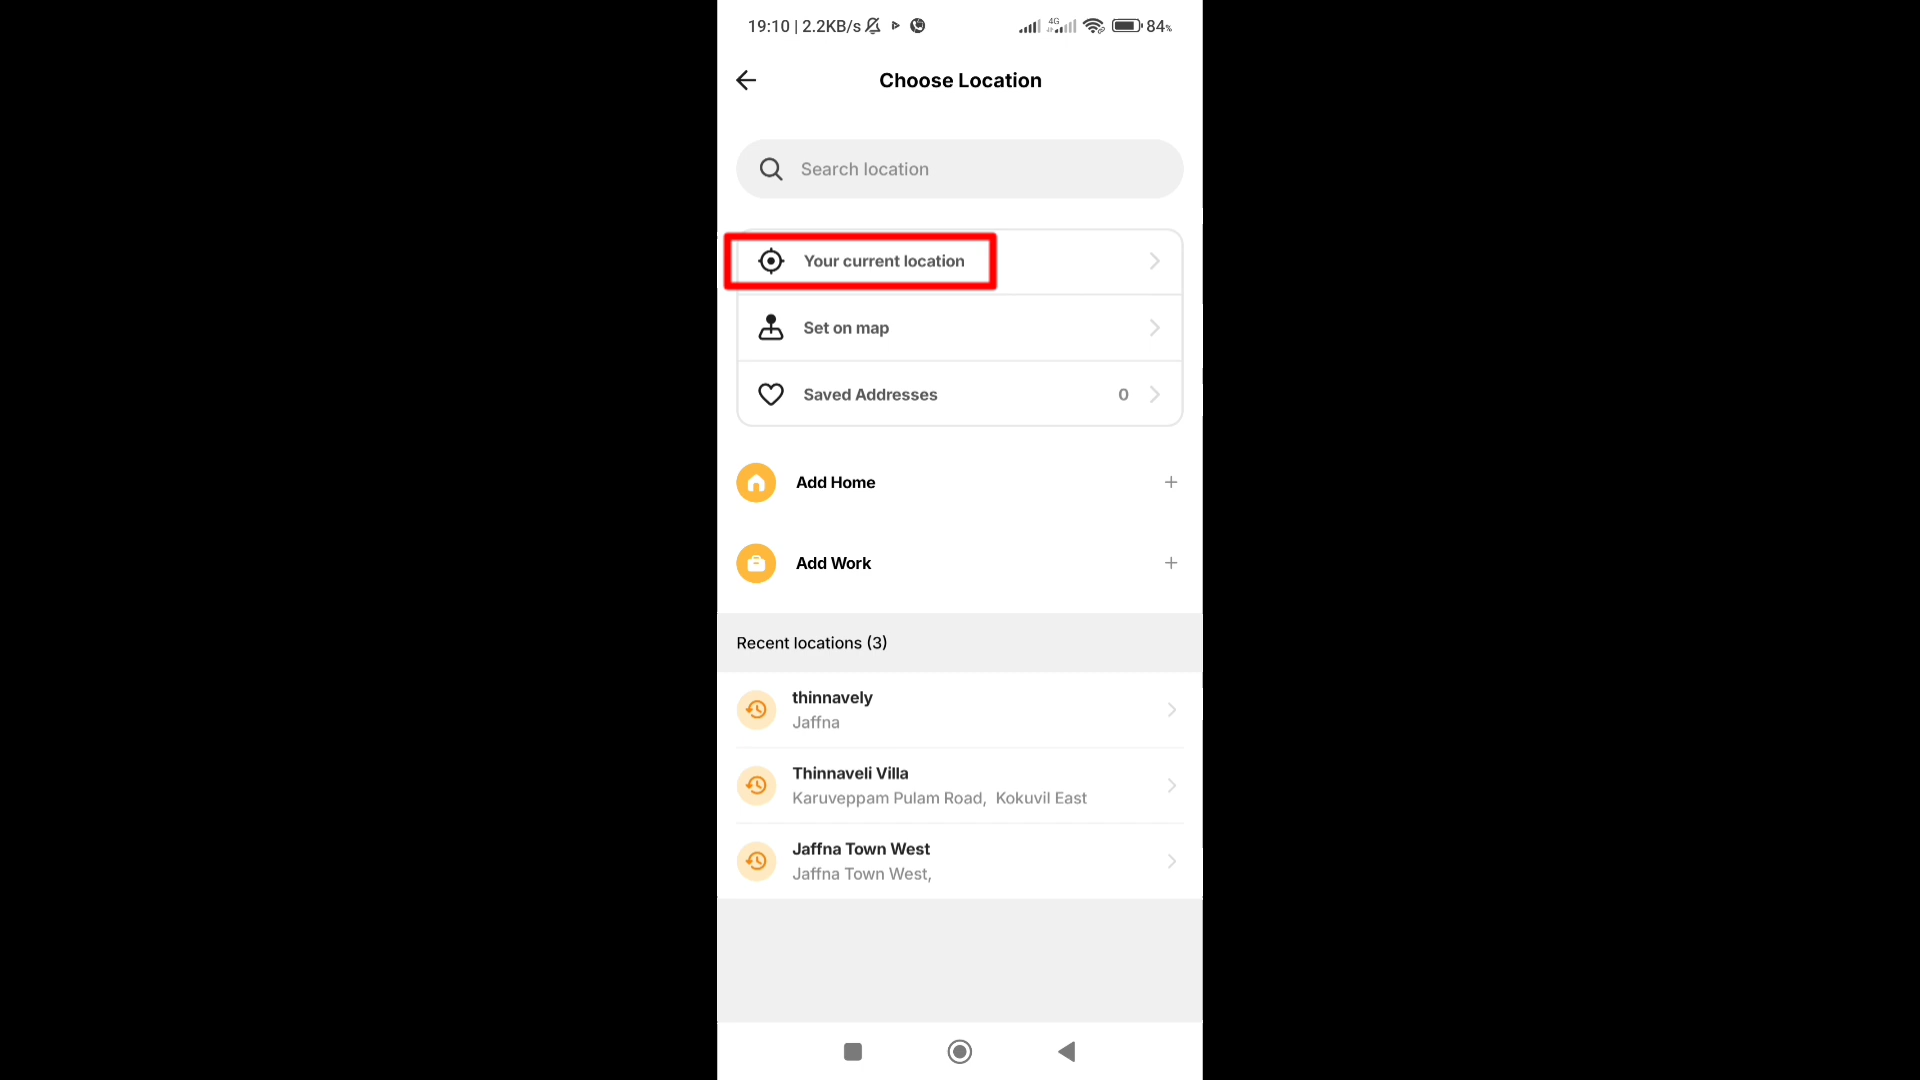 19:10 | 2.2KB/s 4G 84%
Choose Location
Search location
Your current location
Set on map
Saved Addresses 0
Add Home
Add Work
Recent locations (3)
thinnavely
Jaffna
Thinnaveli Villa
Karuveppam Pulam Road,  Kokuvil East
Jaffna Town West
Jaffna Town West,